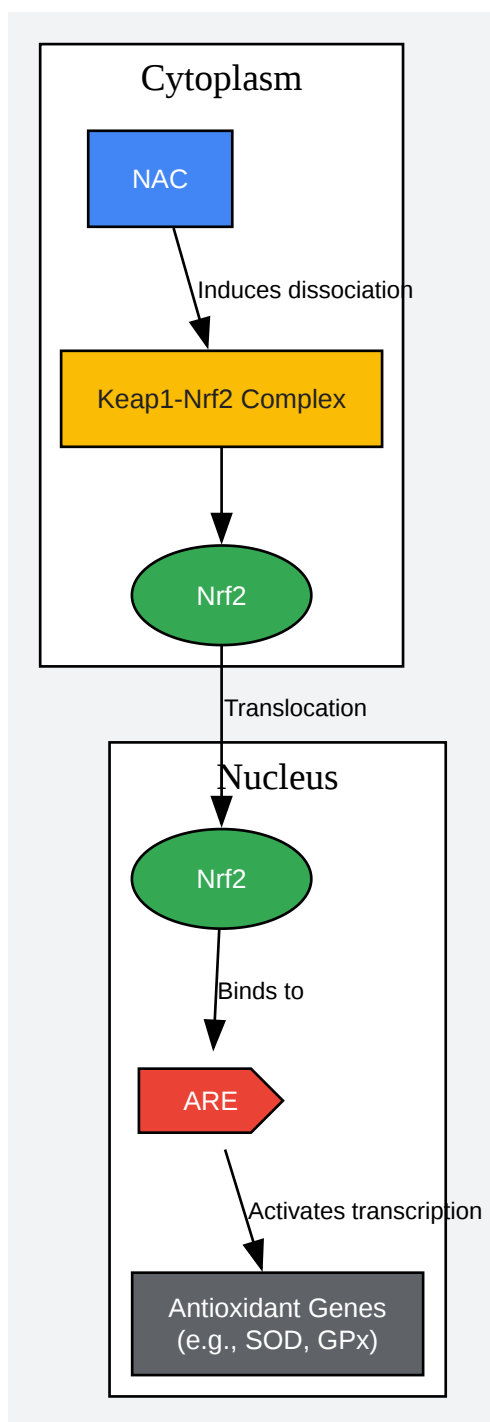 Cytoplasm
NAC
Induces dissociation
Keap1-Nrf2 Complex
Nrf2
Translocation
Nucleus
Nrf2
Binds to
ARE
Activates transcription
Antioxidant Genes
(e.g., SOD, GPx)